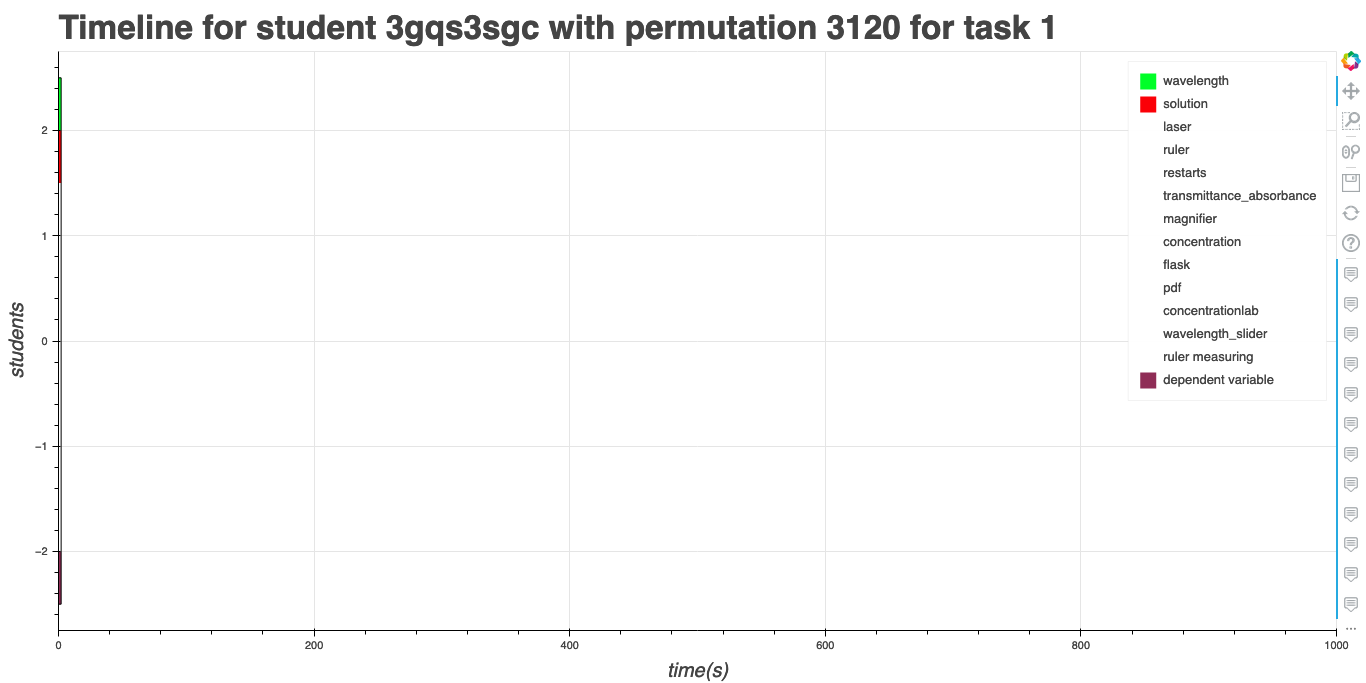 Timeline for student 3gqs3sgc with permutation 3120 for task 1
wavelength
solution
laser
ruler
restarts
transmittance_absorbance
magnifier
concentration
flask
pdf
concentrationlab
wavelength_slider
ruler measuring
dependent variable
students
2
1
0
−1
−2
0 200 400 600 800 1000
time(s)